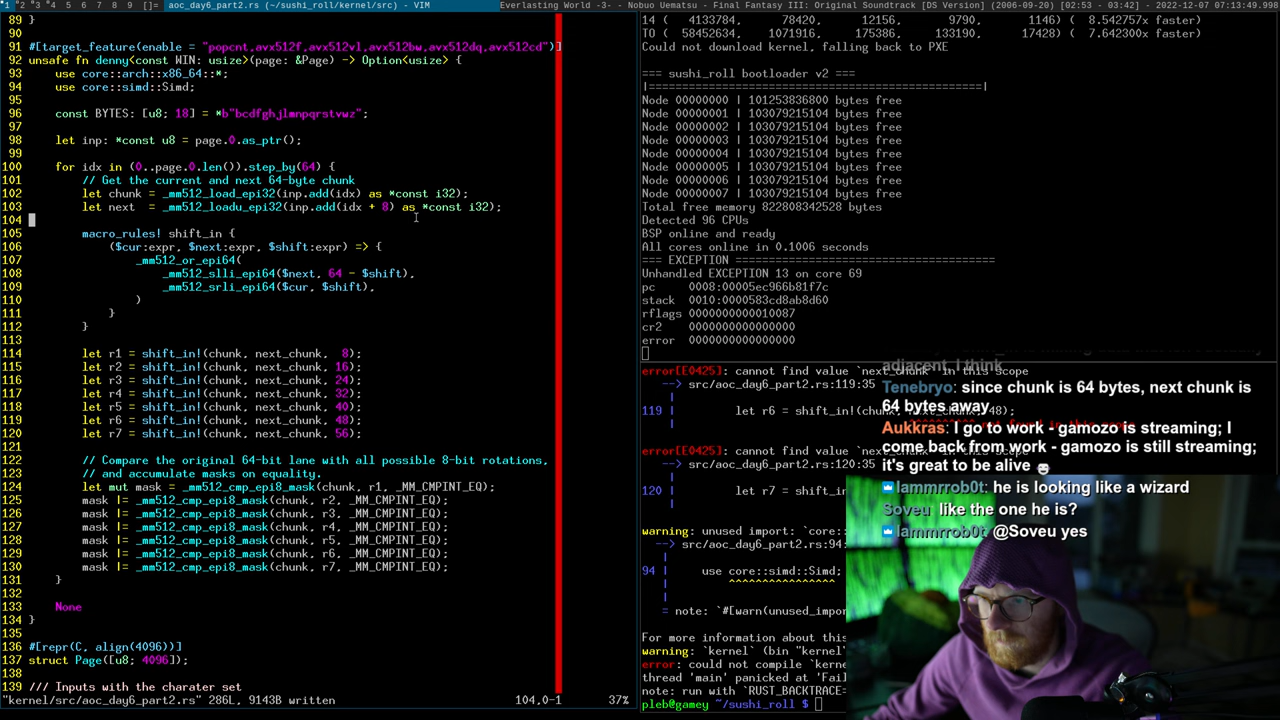 1 2 3 4 5 6 7 8 9 []= aoc_day6_part2.rs (~/sushi_roll/kernel/src) - VIM Everlasting World -3- - Nobuo Uematsu - Final Fantasy III: Original Soundtrack [DS Version] (2006-09-20) [02:53 - 03:42] - 2022-12-07 07:13:49.998
89 }
90
91 #[target_feature(enable = "popcnt,avx512f,avx512vl,avx512bw,avx512dq,avx512cd")]
92 unsafe fn denny<const WIN: usize>(page: &Page) -> Option<usize> {
93     use core::arch::x86_64::*;
94     use core::simd::Simd;
95
96     const BYTES: [u8; 18] = *b"bcdfghjlmnpqrstvwz";
97
98     let inp: *const u8 = page.0.as_ptr();
99
100     for idx in (0..page.0.len()).step_by(64) {
101         // Get the current and next 64-byte chunk
102         let chunk = _mm512_load_epi32(inp.add(idx) as *const i32);
103         let next  = _mm512_loadu_epi32(inp.add(idx + 8) as *const i32);
104
105         macro_rules! shift_in {
106             ($cur:expr, $next:expr, $shift:expr) => {
107                 _mm512_or_epi64(
108                     _mm512_slli_epi64($next, 64 - $shift),
109                     _mm512_srli_epi64($cur, $shift),
110                 )
111             }
112         }
113
114         let r1 = shift_in!(chunk, next_chunk,  8);
115         let r2 = shift_in!(chunk, next_chunk, 16);
116         let r3 = shift_in!(chunk, next_chunk, 24);
117         let r4 = shift_in!(chunk, next_chunk, 32);
118         let r5 = shift_in!(chunk, next_chunk, 40);
119         let r6 = shift_in!(chunk, next_chunk, 48);
120         let r7 = shift_in!(chunk, next_chunk, 56);
121
122         // Compare the original 64-bit lane with all possible 8-bit rotations,
123         // and accumulate masks on equality.
124         let mut mask = _mm512_cmp_epi8_mask(chunk, r1, _MM_CMPINT_EQ);
125         mask |= _mm512_cmp_epi8_mask(chunk, r2, _MM_CMPINT_EQ);
126         mask |= _mm512_cmp_epi8_mask(chunk, r3, _MM_CMPINT_EQ);
127         mask |= _mm512_cmp_epi8_mask(chunk, r4, _MM_CMPINT_EQ);
128         mask |= _mm512_cmp_epi8_mask(chunk, r5, _MM_CMPINT_EQ);
129         mask |= _mm512_cmp_epi8_mask(chunk, r6, _MM_CMPINT_EQ);
130         mask |= _mm512_cmp_epi8_mask(chunk, r7, _MM_CMPINT_EQ);
131     }
132
133     None
134 }
135
136 #[repr(C, align(4096))]
137 struct Page([u8; 4096]);
138
139 /// Inputs with the charater set
"kernel/src/aoc_day6_part2.rs" 286L, 9143B written 104,0-1 37%
14 ( 4133784, 78420, 12156, 9790, 1146) ( 8.542757x faster)
TO ( 58452634, 1071916, 175386, 133190, 17428) ( 7.642300x faster)
Could not download kernel, falling back to PXE
=== sushi_roll bootloader v2 ===
|==================================================|
Node 00000000 | 101253836800 bytes free
Node 00000001 | 103079215104 bytes free
Node 00000002 | 103079215104 bytes free
Node 00000003 | 103079215104 bytes free
Node 00000004 | 103079215104 bytes free
Node 00000005 | 103079215104 bytes free
Node 00000006 | 103079215104 bytes free
Node 00000007 | 103079215104 bytes free
Total free memory 822808342528 bytes
Detected 96 CPUs
BSP online and ready
All cores online in 0.1006 seconds
=== EXCEPTION =======================================
Unhandled EXCEPTION 13 on core 69
pc     0008:00005ec966b81f7c
stack  0010:0000583cd8ab8d60
rflags 0000000000010087
cr2    0000000000000000
error  0000000000000000
error[E0425]: cannot find value `next_chunk` in this scope
--> src/aoc_day6_part2.rs:119:35
|
119 |         let r6 = shift_in!(chunk, next_chunk, 48);
error[E0425]: cannot find value `next_chunk
--> src/aoc_day6_part2.rs:120:35
|
120 |         let r7 = shift_in!(chunk
warning: unused import: `core::
--> src/aoc_day6_part2.rs:94:
|
94 |     use core::simd::Simd;
|         ^^^^^^^^^^^^^^^^
|
= note: `#[warn(unused_impor
For more information about this
warning: `kernel` (bin "kernel"
error: could not compile `kerne
thread 'main' panicked at 'Fail
note: run with `RUST_BACKTRACE=
pleb@gamey ~/sushi_roll $
adjacent, I think
Tenebryo: since chunk is 64 bytes, next chunk is
64 bytes away
Aukkras: I go to work - gamozo is streaming; I
come back from work - gamozo is still streaming;
it's great to be alive
lammrrob0t: he is looking like a wizard
Soveu like the one he is?
lammrrob0t: @Soveu yes